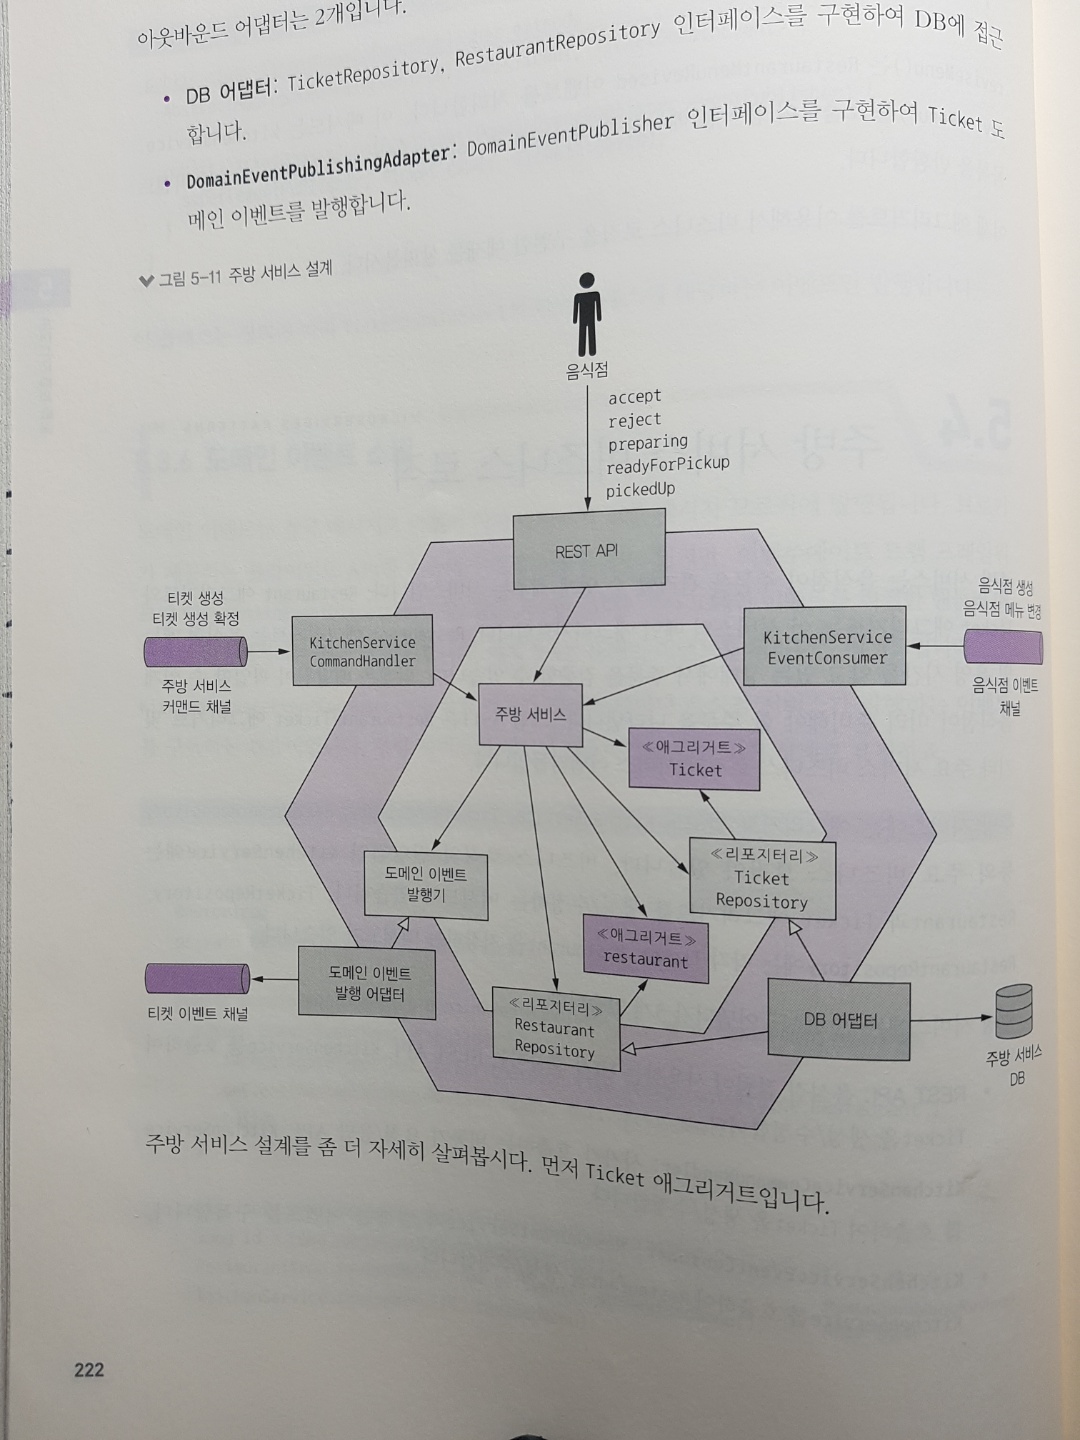 아웃바운드 어댑터는 2개입니다.
• DB 어댑터: TicketRepository, RestaurantRepository 인터페이스를 구현하여 DB에 접근
합니다.
• DomainEventPublishingAdapter: DomainEventPublisher 인터페이스를 구현하여 Ticket 도
메인 이벤트를 발행합니다.
그림 5-11 주방 서비스 설계
음식점
accept
reject
preparing
readyForPickup
pickedUp
REST API
티켓 생성
티켓 생성 확정
주방 서비스
커맨드 채널
KitchenService
CommandHandler
KitchenService
EventConsumer
음식점 생성
음식점 메뉴 변경
음식점 이벤트
채널
주방 서비스
≪애그리거트≫
Ticket
도메인 이벤트
발행기
≪리포지터리≫
Ticket
Repository
≪애그리거트≫
restaurant
도메인 이벤트
발행 어댑터
티켓 이벤트 채널
≪리포지터리≫
Restaurant
Repository
DB 어댑터
주방 서비스
DB
주방 서비스 설계를 좀 더 자세히 살펴봅시다. 먼저 Ticket 애그리거트입니다.
222